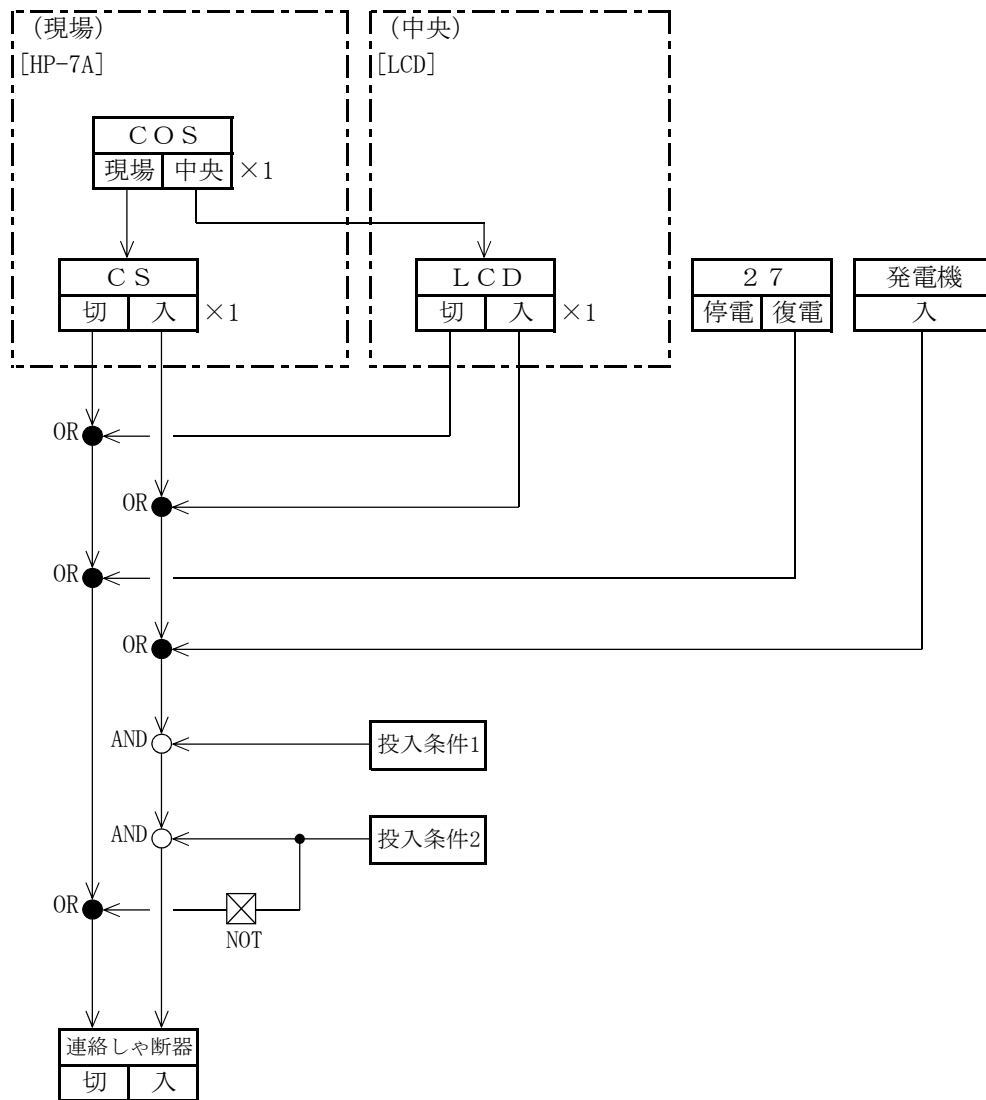 (現場)
[HP-7A]
(中央)
[LCD]
ＣＯＳ
現場 中央 ×1
ＣＳ
切 入 ×1
ＬＣＤ
切 入 ×1
２７
停電 復電
発電機
入
OR
OR
OR
OR
AND 投入条件1
AND 投入条件2
OR
NOT
連絡しゃ断器
切 入